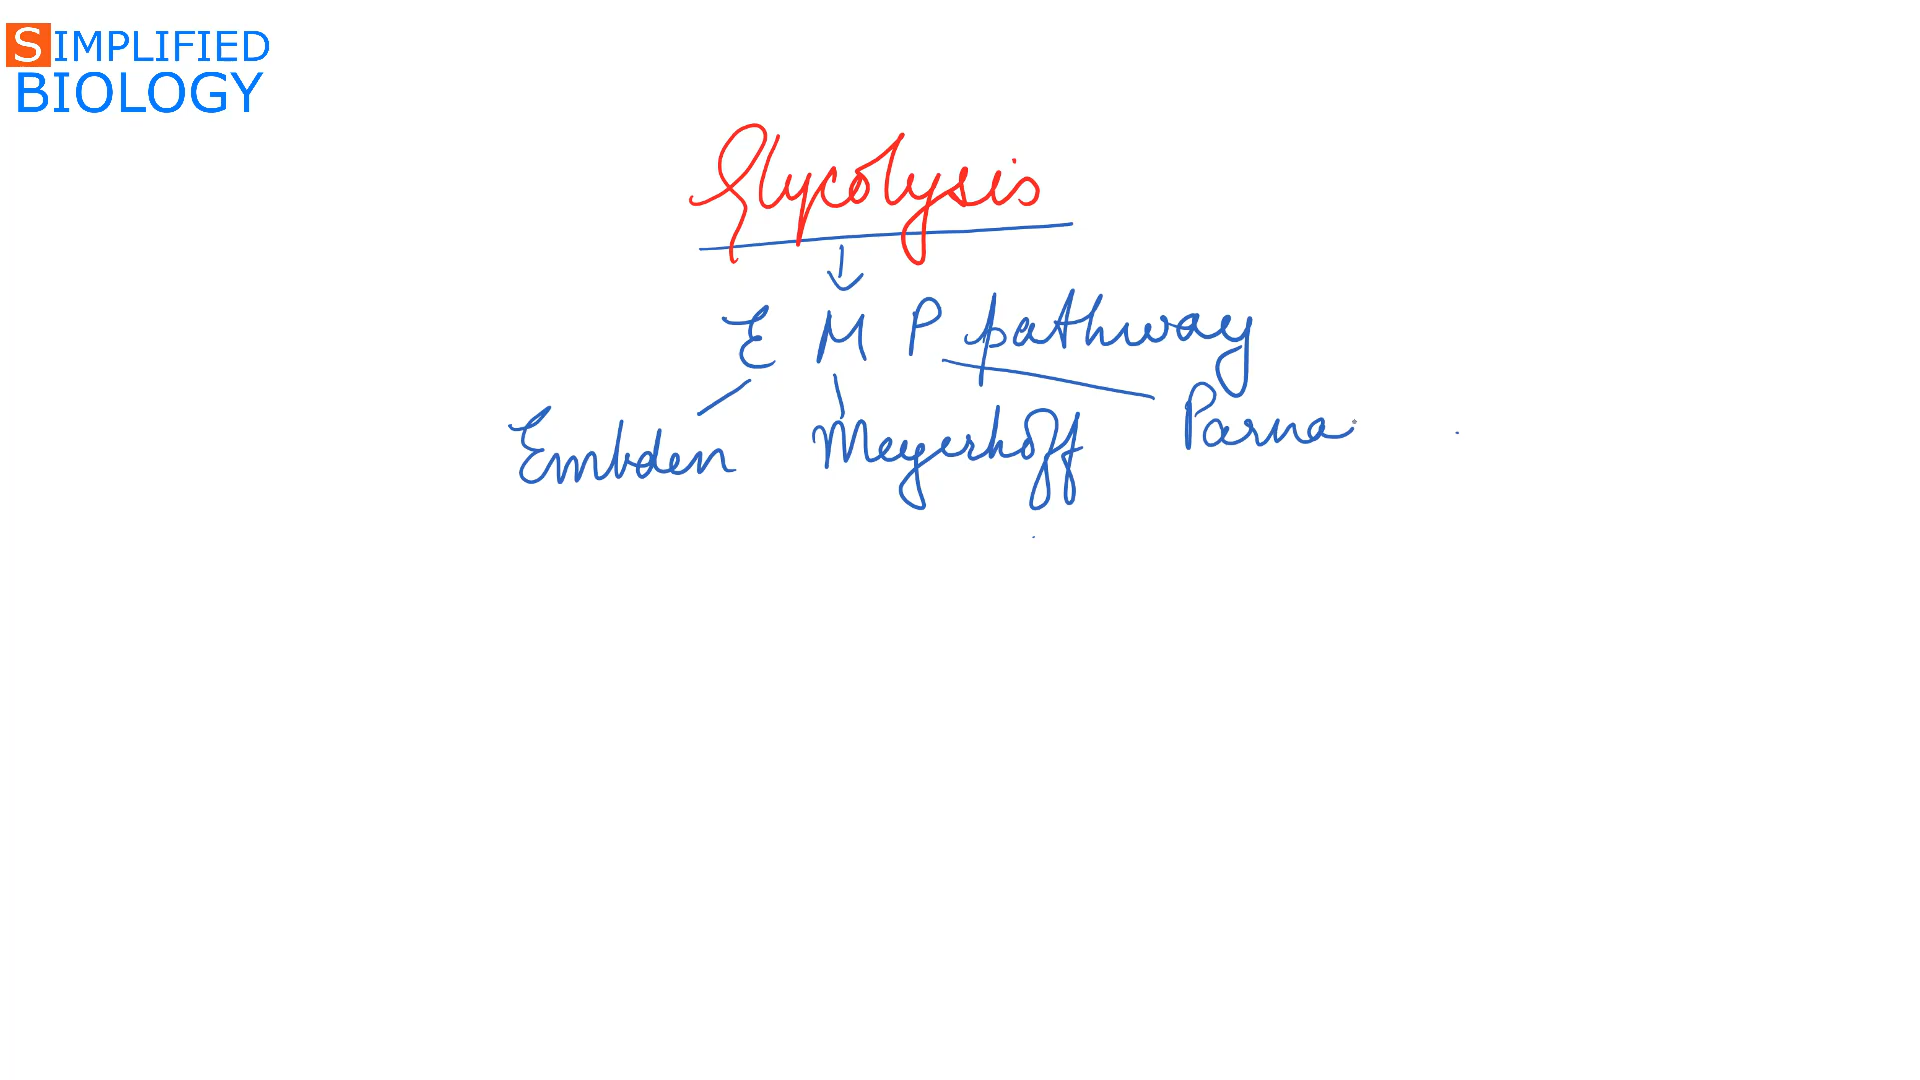 SIMPLIFIED
BIOLOGY
Glycolysis
E M P pathway
Embden Meyerhoff Parna